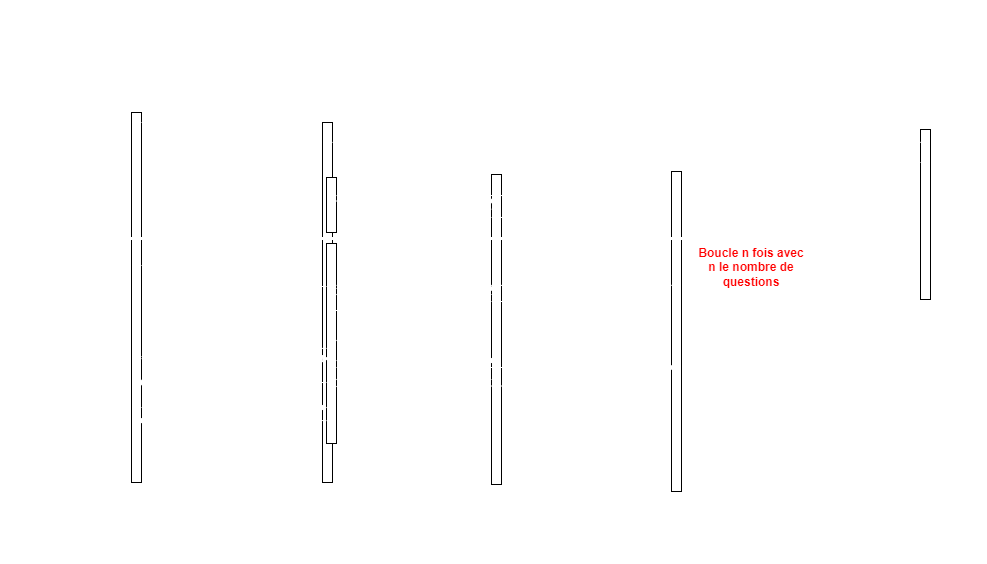 Boucle n fois avec
n le nombre de
questions